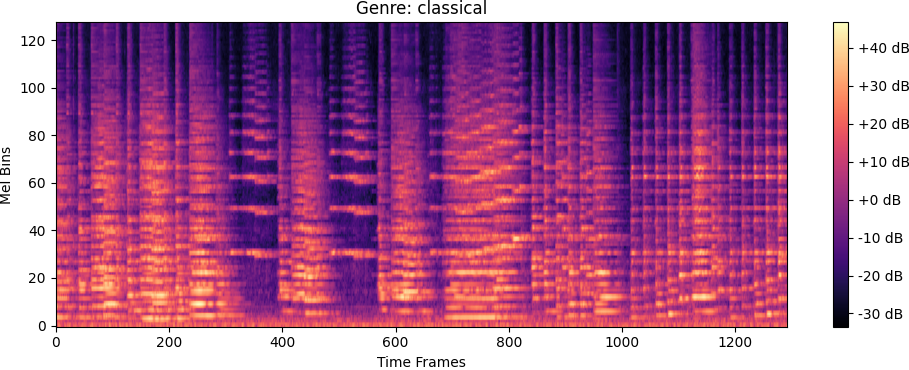 Genre: classical
Mel Bins
120
100
80
60
40
20
0
0 200 400 600 800 1000 1200
Time Frames
+40 dB
+30 dB
+20 dB
+10 dB
+0 dB
-10 dB
-20 dB
-30 dB